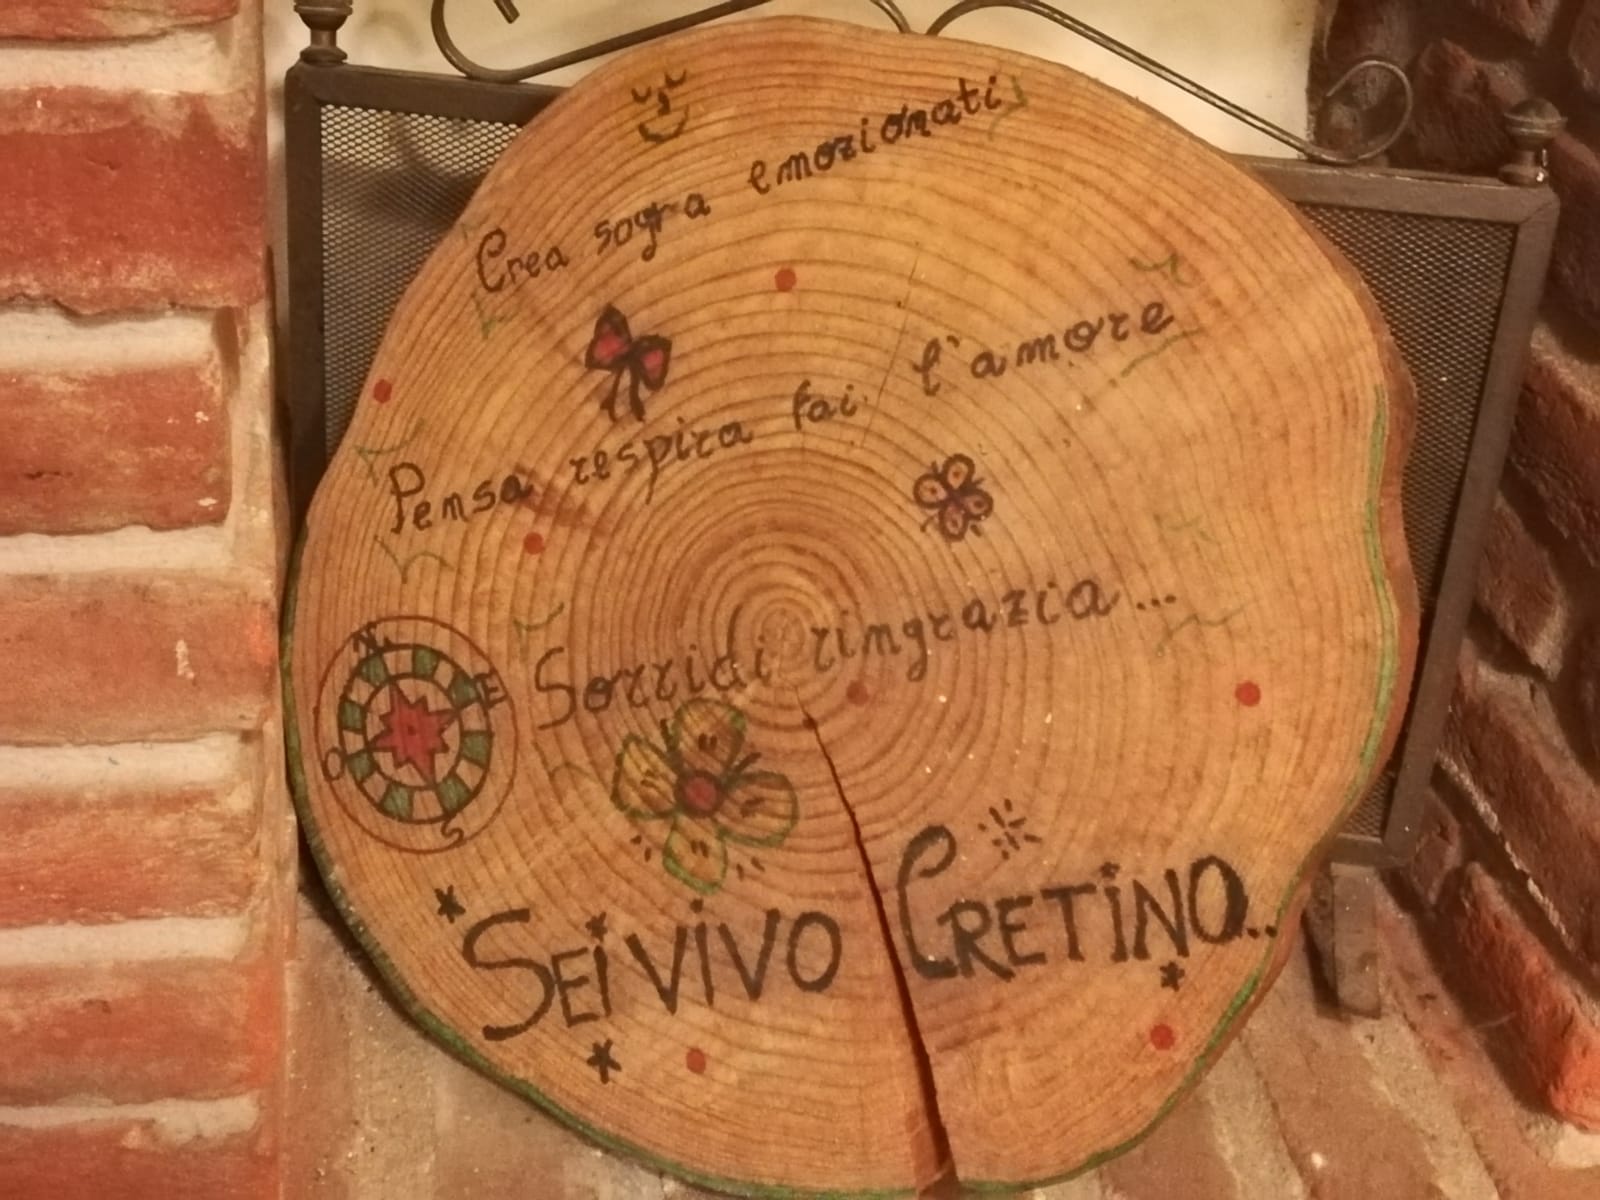 Crea sogna emozionati
Pensa respira fai l'amore
Sorridi ringrazia...
SEi ViVO CRETiNO..
N
E
S
O